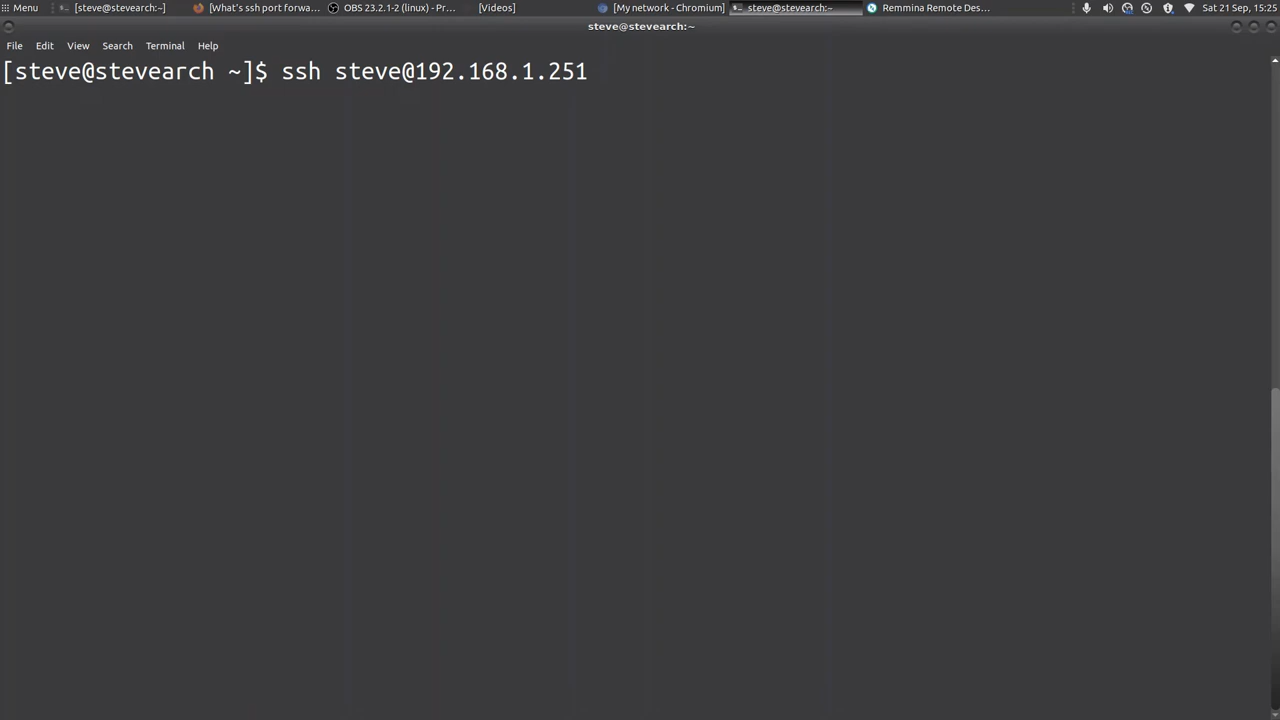 Menu [steve@stevearch:~] [What's ssh port forwa... OBS 23.2.1-2 (linux) - Pr... [Videos] [My network - Chromium] steve@stevearch:~ Remmina Remote Des... Sat 21 Sep, 15:25
steve@stevearch:~
File Edit View Search Terminal Help
[steve@stevearch ~]$ ssh steve@192.168.1.251